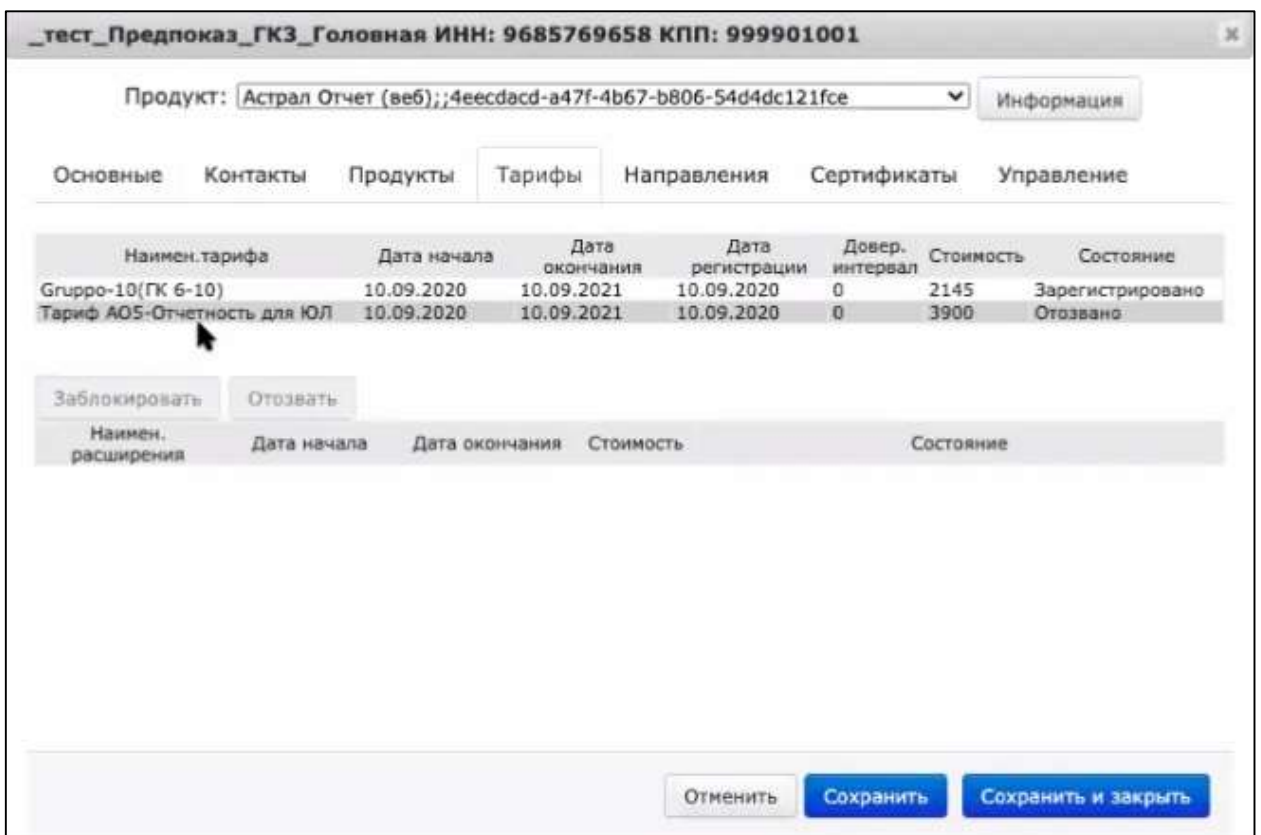 _тест_Предпоказ_ГКЗ_Головная ИНН: 9685769658 КПП: 999901001
Продукт: Астрал Отчет (веб);;4eecdacd-a47f-4b67-b806-54d4dc121fce Информация
Основные Контакты Продукты Тарифы Направления Сертификаты Управление
Наимен.тарифа Дата начала Дата окончания Дата регистрации Довер. интервал Стоимость Состояние
Gruppo-10(ГК 6-10) 10.09.2020 10.09.2021 10.09.2020 0 2145 Зарегистрировано
Тариф АО5-Отчетность для ЮЛ 10.09.2020 10.09.2021 10.09.2020 0 3900 Отозвано
Заблокировать Отозвать
Наимен. расширения Дата начала Дата окончания Стоимость Состояние
Отменить Сохранить Сохранить и закрыть